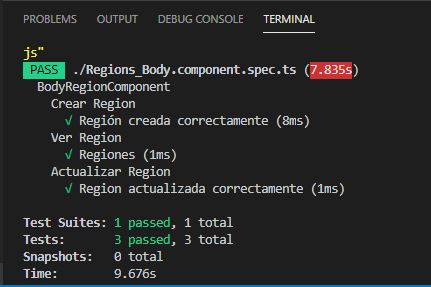 PROBLEMS OUTPUT DEBUG CONSOLE TERMINAL
js"
PASS ./Regions_Body.component.spec.ts (7.835s)
BodyRegionComponent
Crear Region
√ Región creada correctamente (8ms)
Ver Region
√ Regiones (1ms)
Actualizar Region
√ Region actualizada correctamente (1ms)
Test Suites: 1 passed, 1 total
Tests: 3 passed, 3 total
Snapshots: 0 total
Time: 9.676s